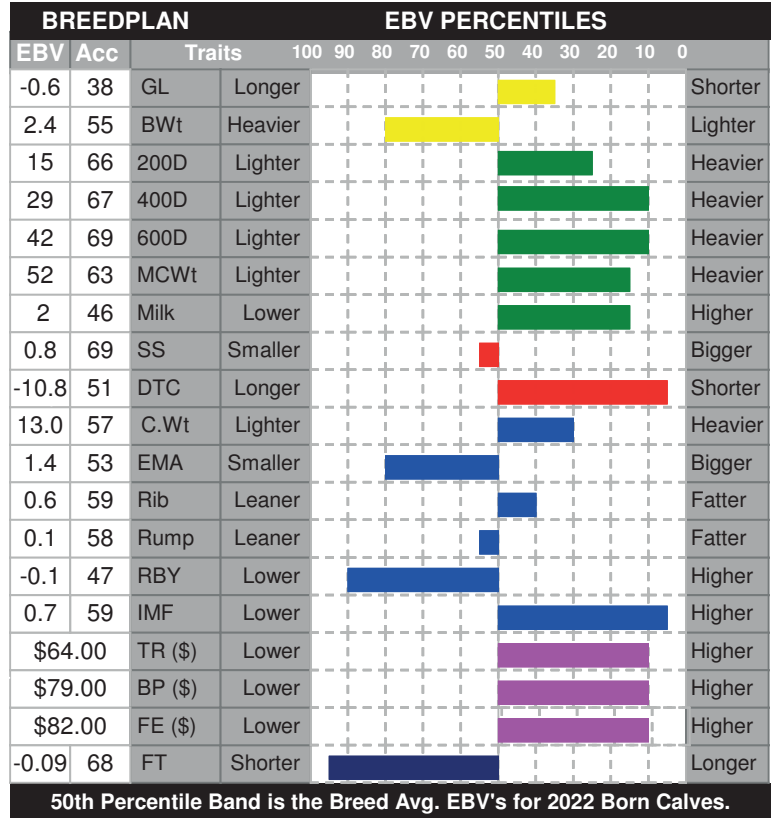 BREEDPLAN EBV PERCENTILES
EBV Acc Traits 100 90 80 70 60 50 40 30 20 10 0
-0.6 38 GL Longer Shorter
2.4 55 BWt Heavier Lighter
15 66 200D Lighter Heavier
29 67 400D Lighter Heavier
42 69 600D Lighter Heavier
52 63 MCWt Lighter Heavier
2 46 Milk Lower Higher
0.8 69 SS Smaller Bigger
-10.8 51 DTC Longer Shorter
13.0 57 C.Wt Lighter Heavier
1.4 53 EMA Smaller Bigger
0.6 59 Rib Leaner Fatter
0.1 58 Rump Leaner Fatter
-0.1 47 RBY Lower Higher
0.7 59 IMF Lower Higher
$64.00 TR ($) Lower Higher
$79.00 BP ($) Lower Higher
$82.00 FE ($) Lower Higher
-0.09 68 FT Shorter Longer
50th Percentile Band is the Breed Avg. EBV's for 2022 Born Calves.